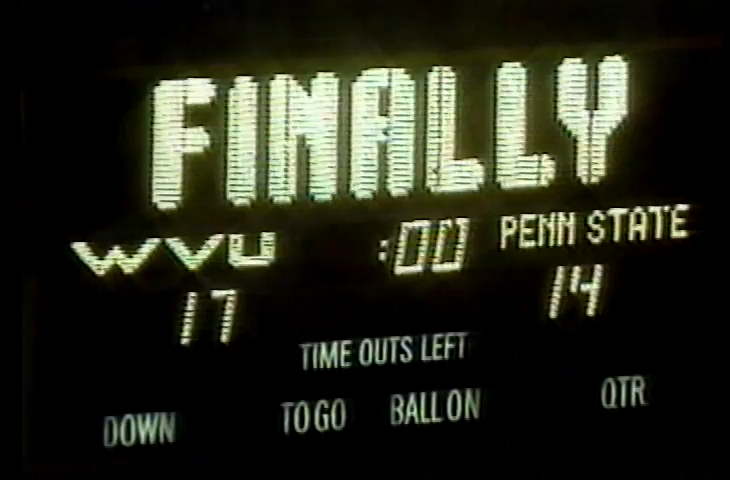 FINALLY
WVU :00 PENN STATE
17 14
TIME OUTS LEFT
DOWN TO GO BALL ON QTR